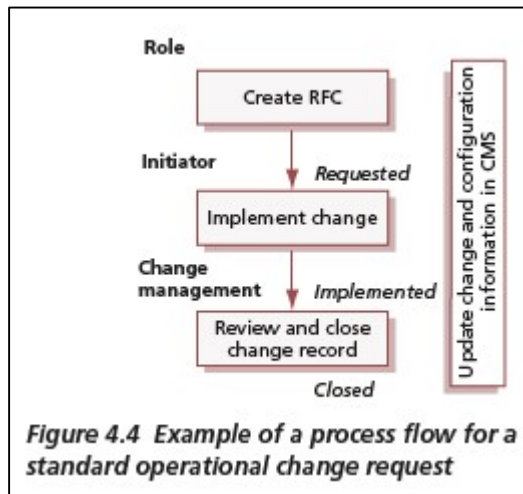 Role
Create RFC
Initiator
Requested
Implement change
Change
management
Implemented
Review and close
change record
Closed
Update change and configuration
information in CMS
Figure 4.4 Example of a process flow for a
standard operational change request